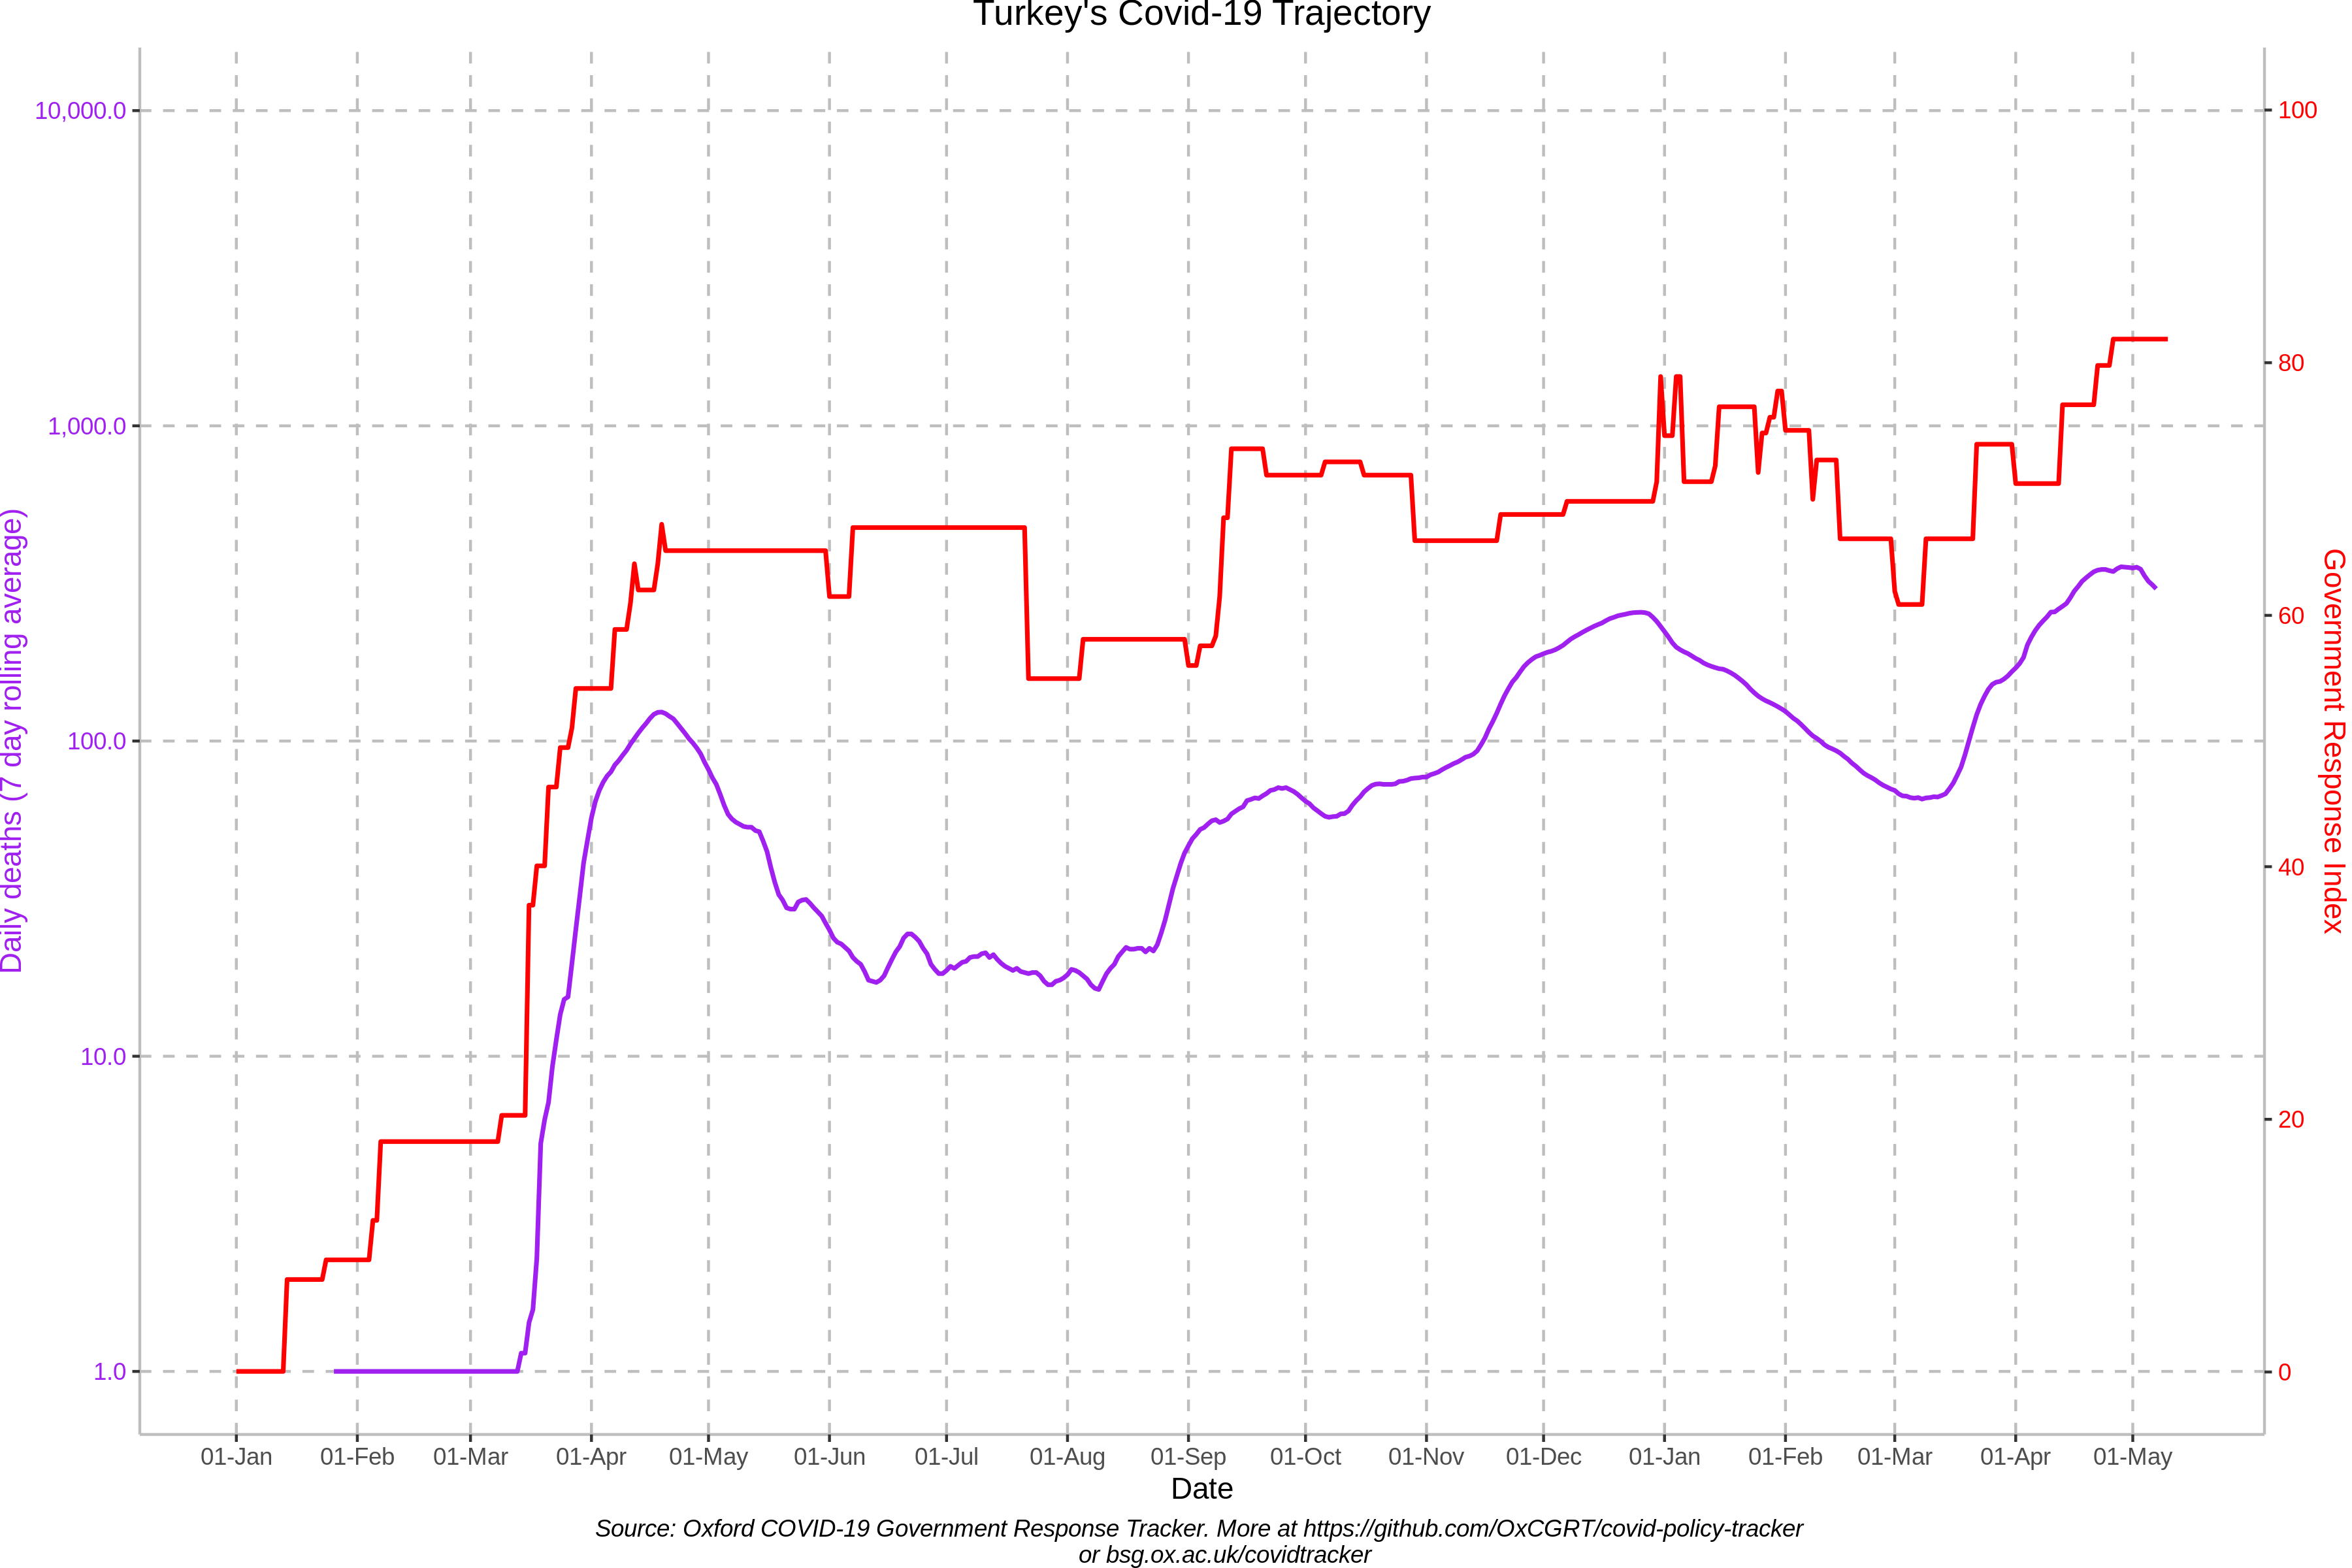 Turkey's Covid-19 Trajectory
10,000.0
1,000.0
100.0
10.0
1.0
Daily deaths (7 day rolling average)
100
80
60
40
20
0
Government Response Index
01-Jan
01-Feb
01-Mar
01-Apr
01-May
01-Jun
01-Jul
01-Aug
01-Sep
01-Oct
01-Nov
01-Dec
01-Jan
01-Feb
01-Mar
01-Apr
01-May
Date
Source: Oxford COVID-19 Government Response Tracker. More at https://github.com/OxCGRT/covid-policy-tracker
or bsg.ox.ac.uk/covidtracker